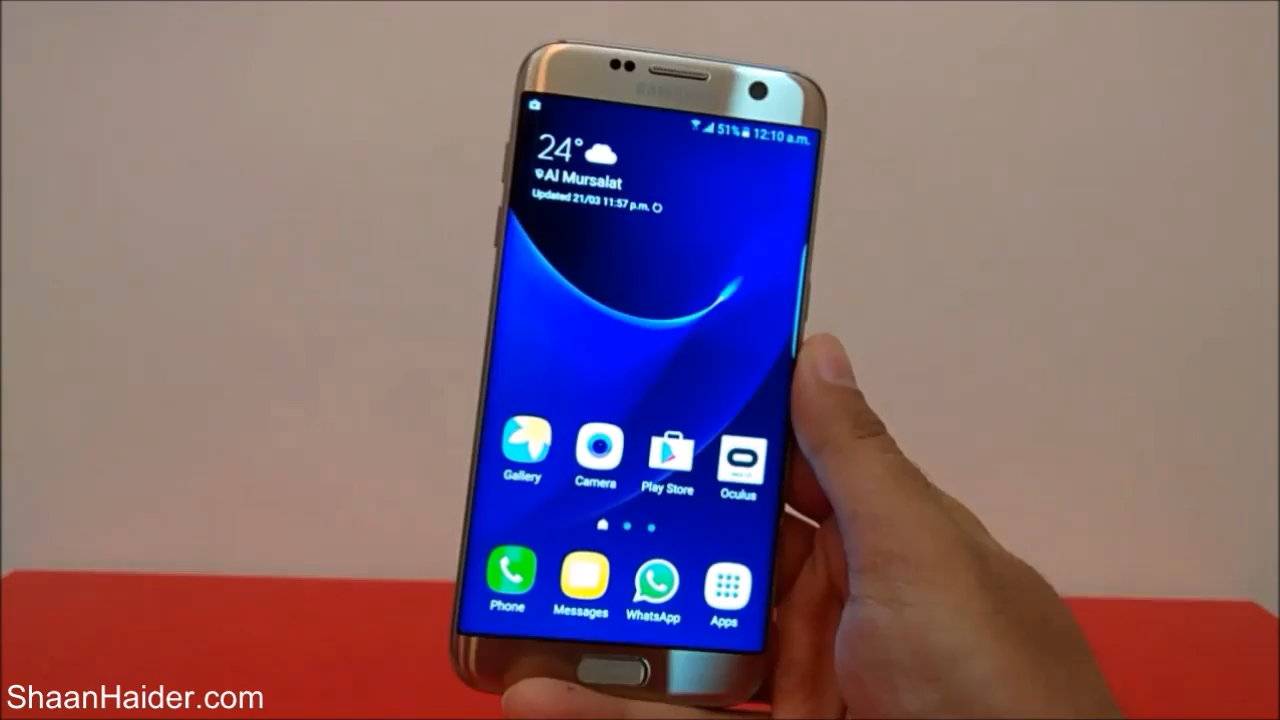 SAMSUNG
51% 12:10 a.m.
24°
Al Mursalat
Updated 21/03 11:57 p.m.
Gallery
Camera
Play Store
Oculus
Phone
Messages
WhatsApp
Apps
ShaanHaider.com